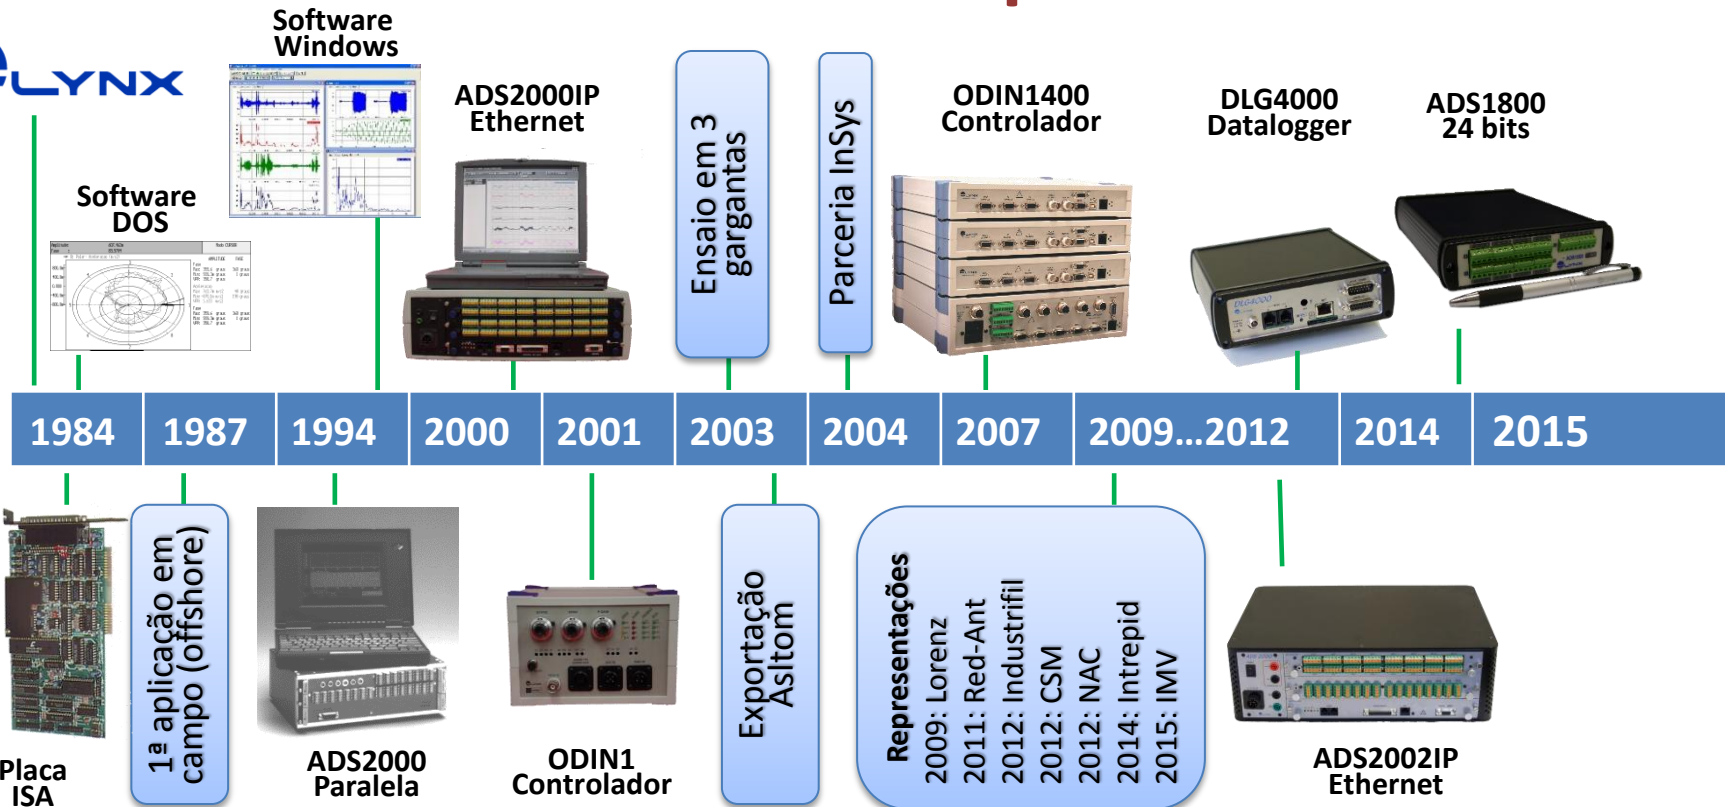 LYNX
Software
Windows
Software
DOS
ADS2000IP
Ethernet
Ensaio em 3
gargantas
Parceria InSys
ODIN1400
Controlador
DLG4000
Datalogger
ADS1800
24 bits
DLG4000
1984
1987
1994
2000
2001
2003
2004
2007
2009...2012
2014
2015
Placa
ISA
1ª aplicação em
campo (offshore)
ADS2000
Paralela
ODIN1
Controlador
Exportação
Asltom
Representações
2009: Lorenz
2011: Red-Ant
2012: Industrifil
2012: CSM
2012: NAC
2014: Intrepid
2015: IMV
ADS2002IP
Ethernet